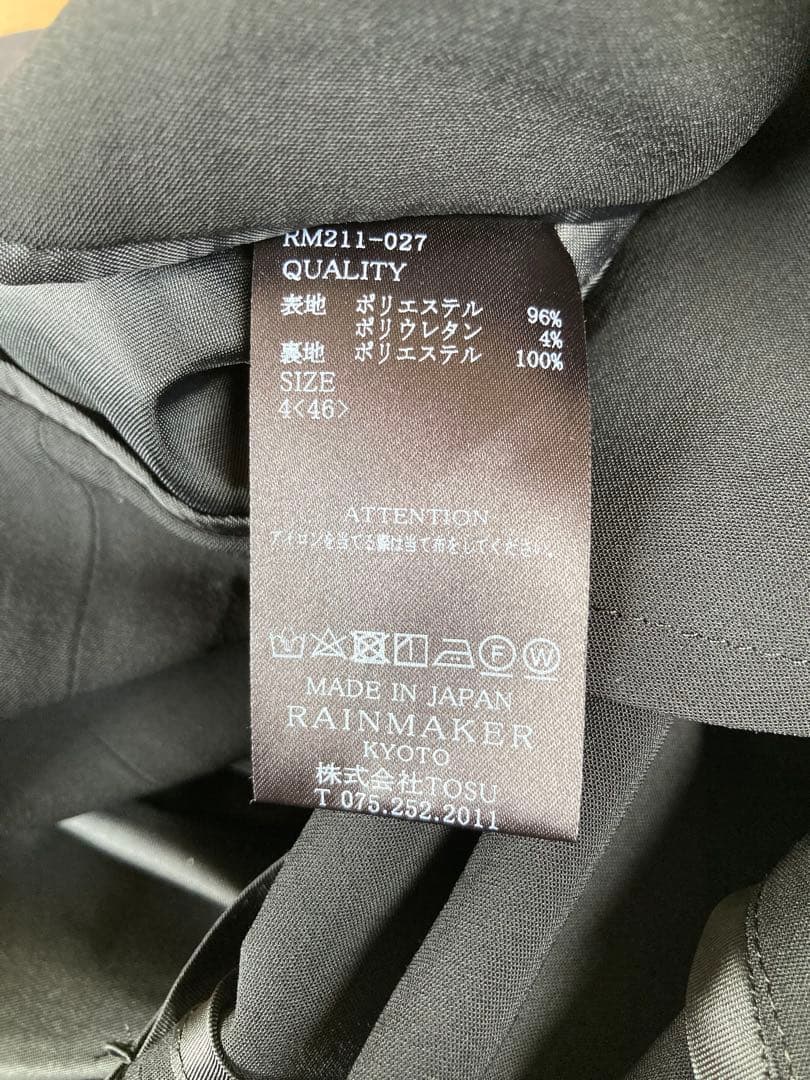 RM211-027
QUALITY
表地 ポリエステル 96%
ポリウレタン 4%
裏地 ポリエステル 100%
SIZE
4<46>
ATTENTION
アイロンを当てる際は当て布をしてください。
F W
MADE IN JAPAN
RAINMAKER
KYOTO
株式会社TOSU
T 075.252.2011